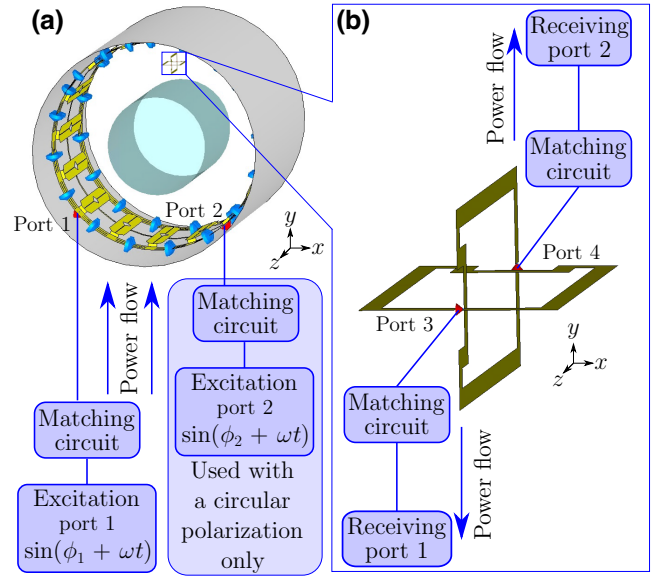 (a)
Port 1
Port 2
y
x
z
Power flow
Matching
circuit
Excitation
port 1
sin(ϕ₁ + ωt)
Matching
circuit
Excitation
port 2
sin(ϕ₂ + ωt)
Used with
a circular
polarization
only
(b)
Receiving
port 2
Power flow
Matching
circuit
Port 4
Port 3
y
x
z
Matching
circuit
Power flow
Receiving
port 1